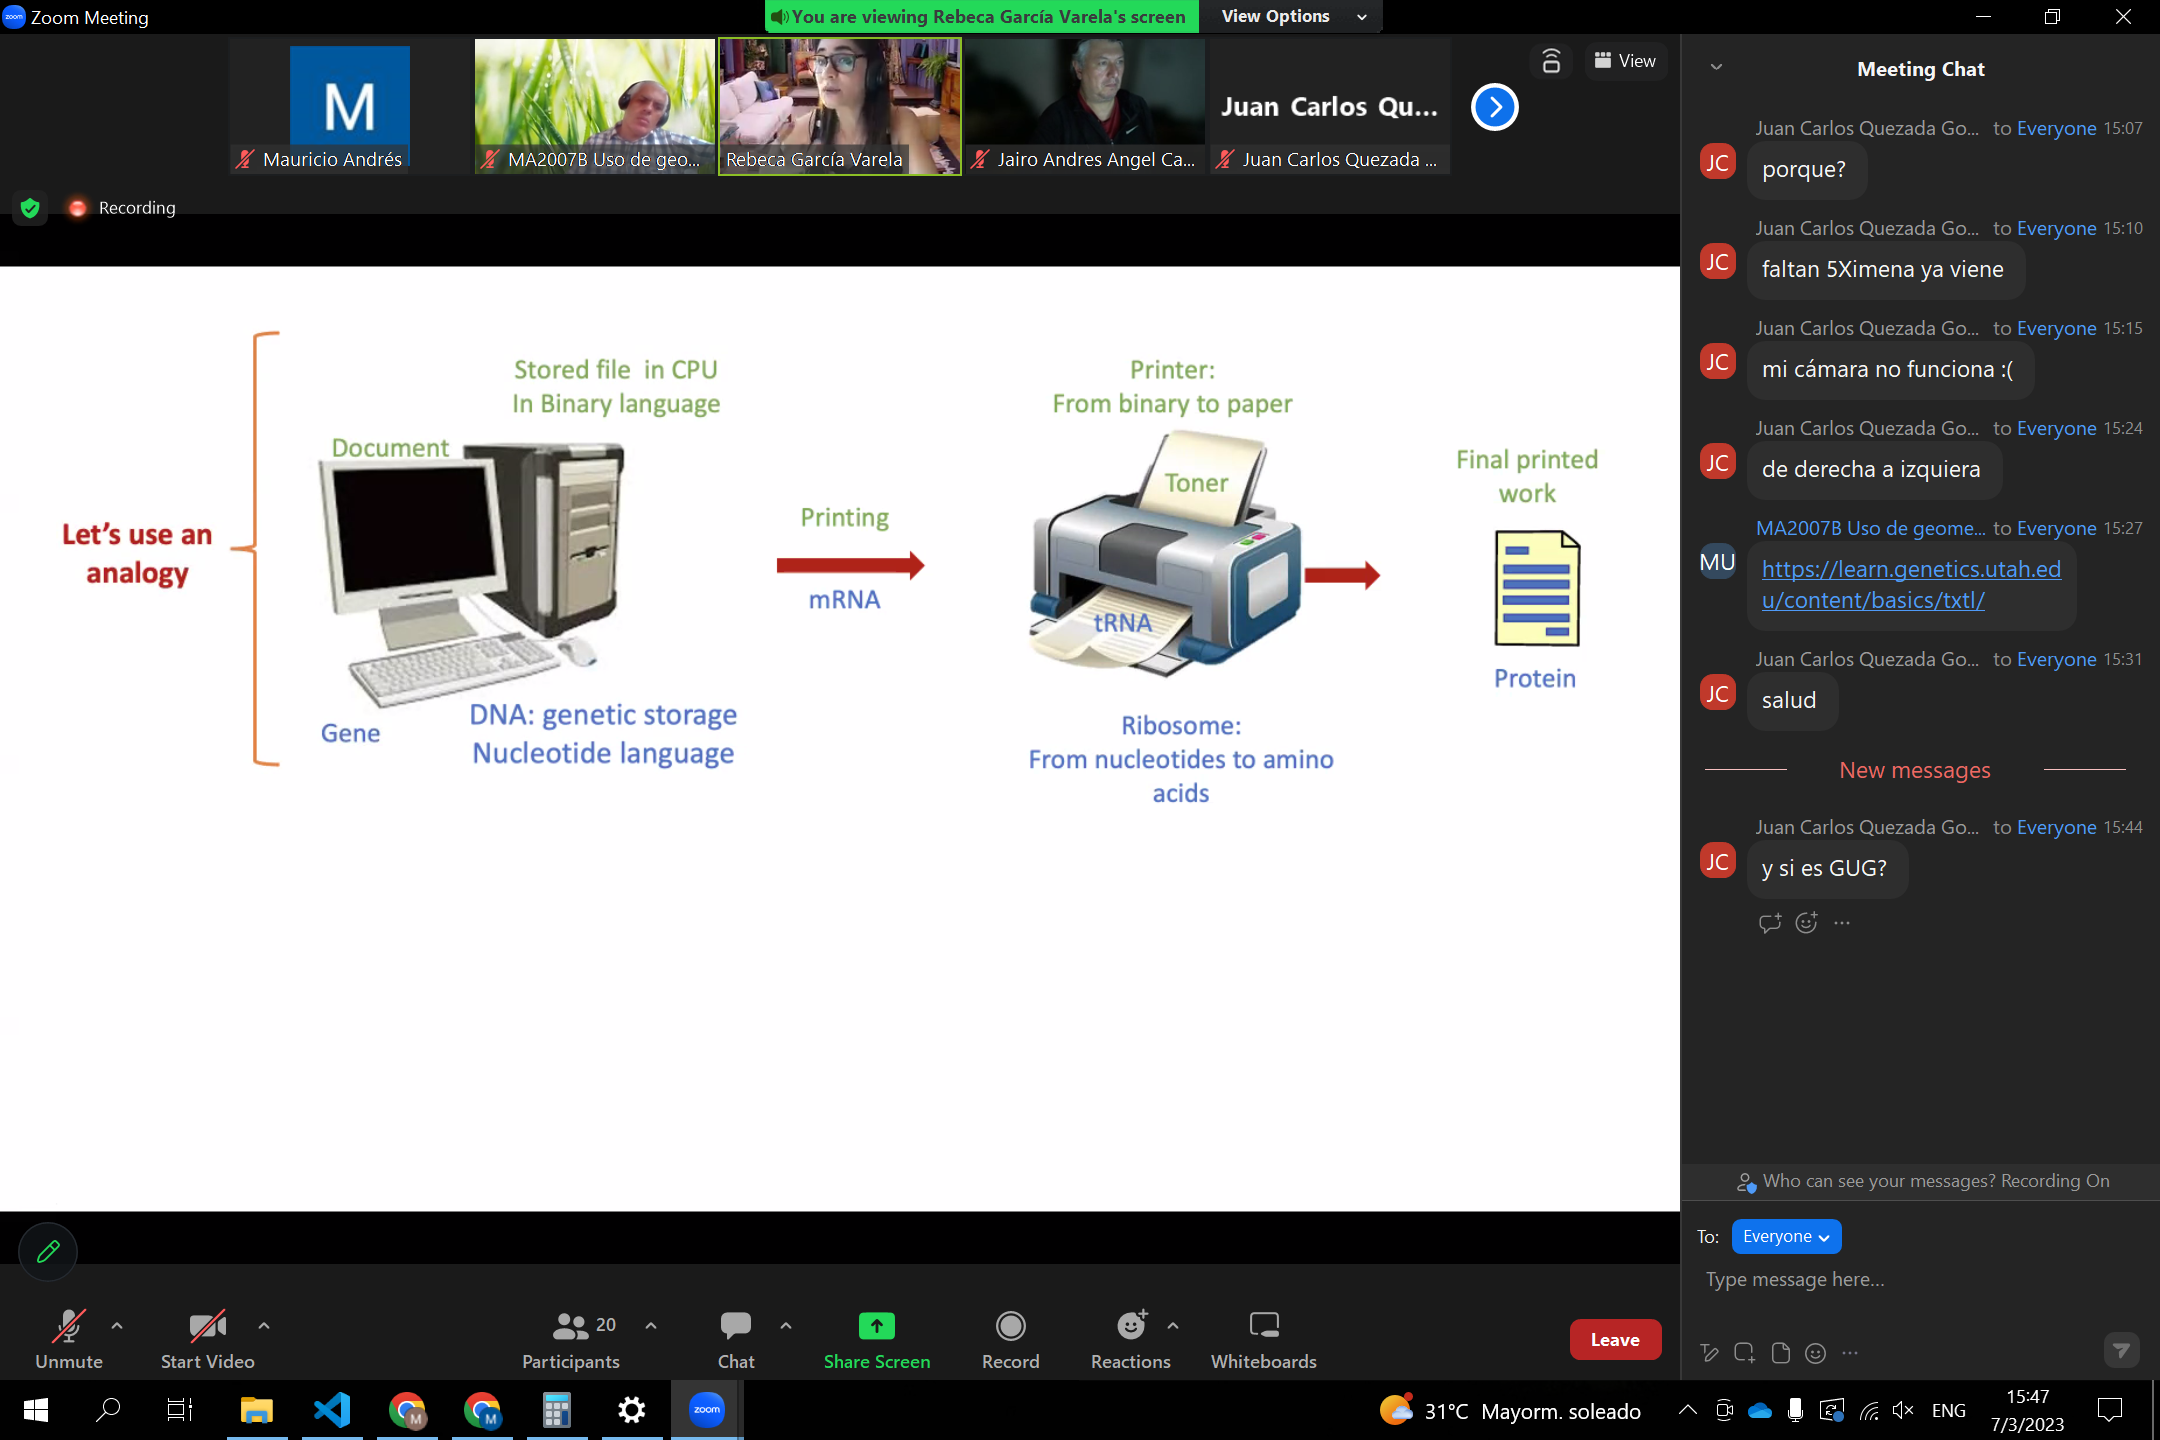 Zoom Meeting
You are viewing Rebeca García Varela's screen
View Options
M
Mauricio Andrés
MA2007B Uso de geo...
Rebeca García Varela
Jairo Andres Angel Ca...
Juan Carlos Qu...
Juan Carlos Quezada ...
View
Recording
Let's use an
analogy
Stored file in CPU
In Binary language
Document
Gene
DNA: genetic storage
Nucleotide language
Printing
mRNA
Printer:
From binary to paper
Toner
tRNA
Ribosome:
From nucleotides to amino
acids
Final printed
work
Protein
Meeting Chat
Juan Carlos Quezada Go... to Everyone 15:07
JC
porque?
Juan Carlos Quezada Go... to Everyone 15:10
JC
faltan 5Ximena ya viene
Juan Carlos Quezada Go... to Everyone 15:15
JC
mi cámara no funciona :(
Juan Carlos Quezada Go... to Everyone 15:24
JC
de derecha a izquiera
MA2007B Uso de geome... to Everyone 15:27
MU
https://learn.genetics.utah.ed
u/content/basics/txtl/
Juan Carlos Quezada Go... to Everyone 15:31
JC
salud
New messages
Juan Carlos Quezada Go... to Everyone 15:44
JC
y si es GUG?
Who can see your messages? Recording On
To: Everyone
Type message here...
Unmute
Start Video
20
Participants
Chat
Share Screen
Record
Reactions
Whiteboards
Leave
M
M
zoom
31°C Mayorm. soleado
ENG
15:47
7/3/2023